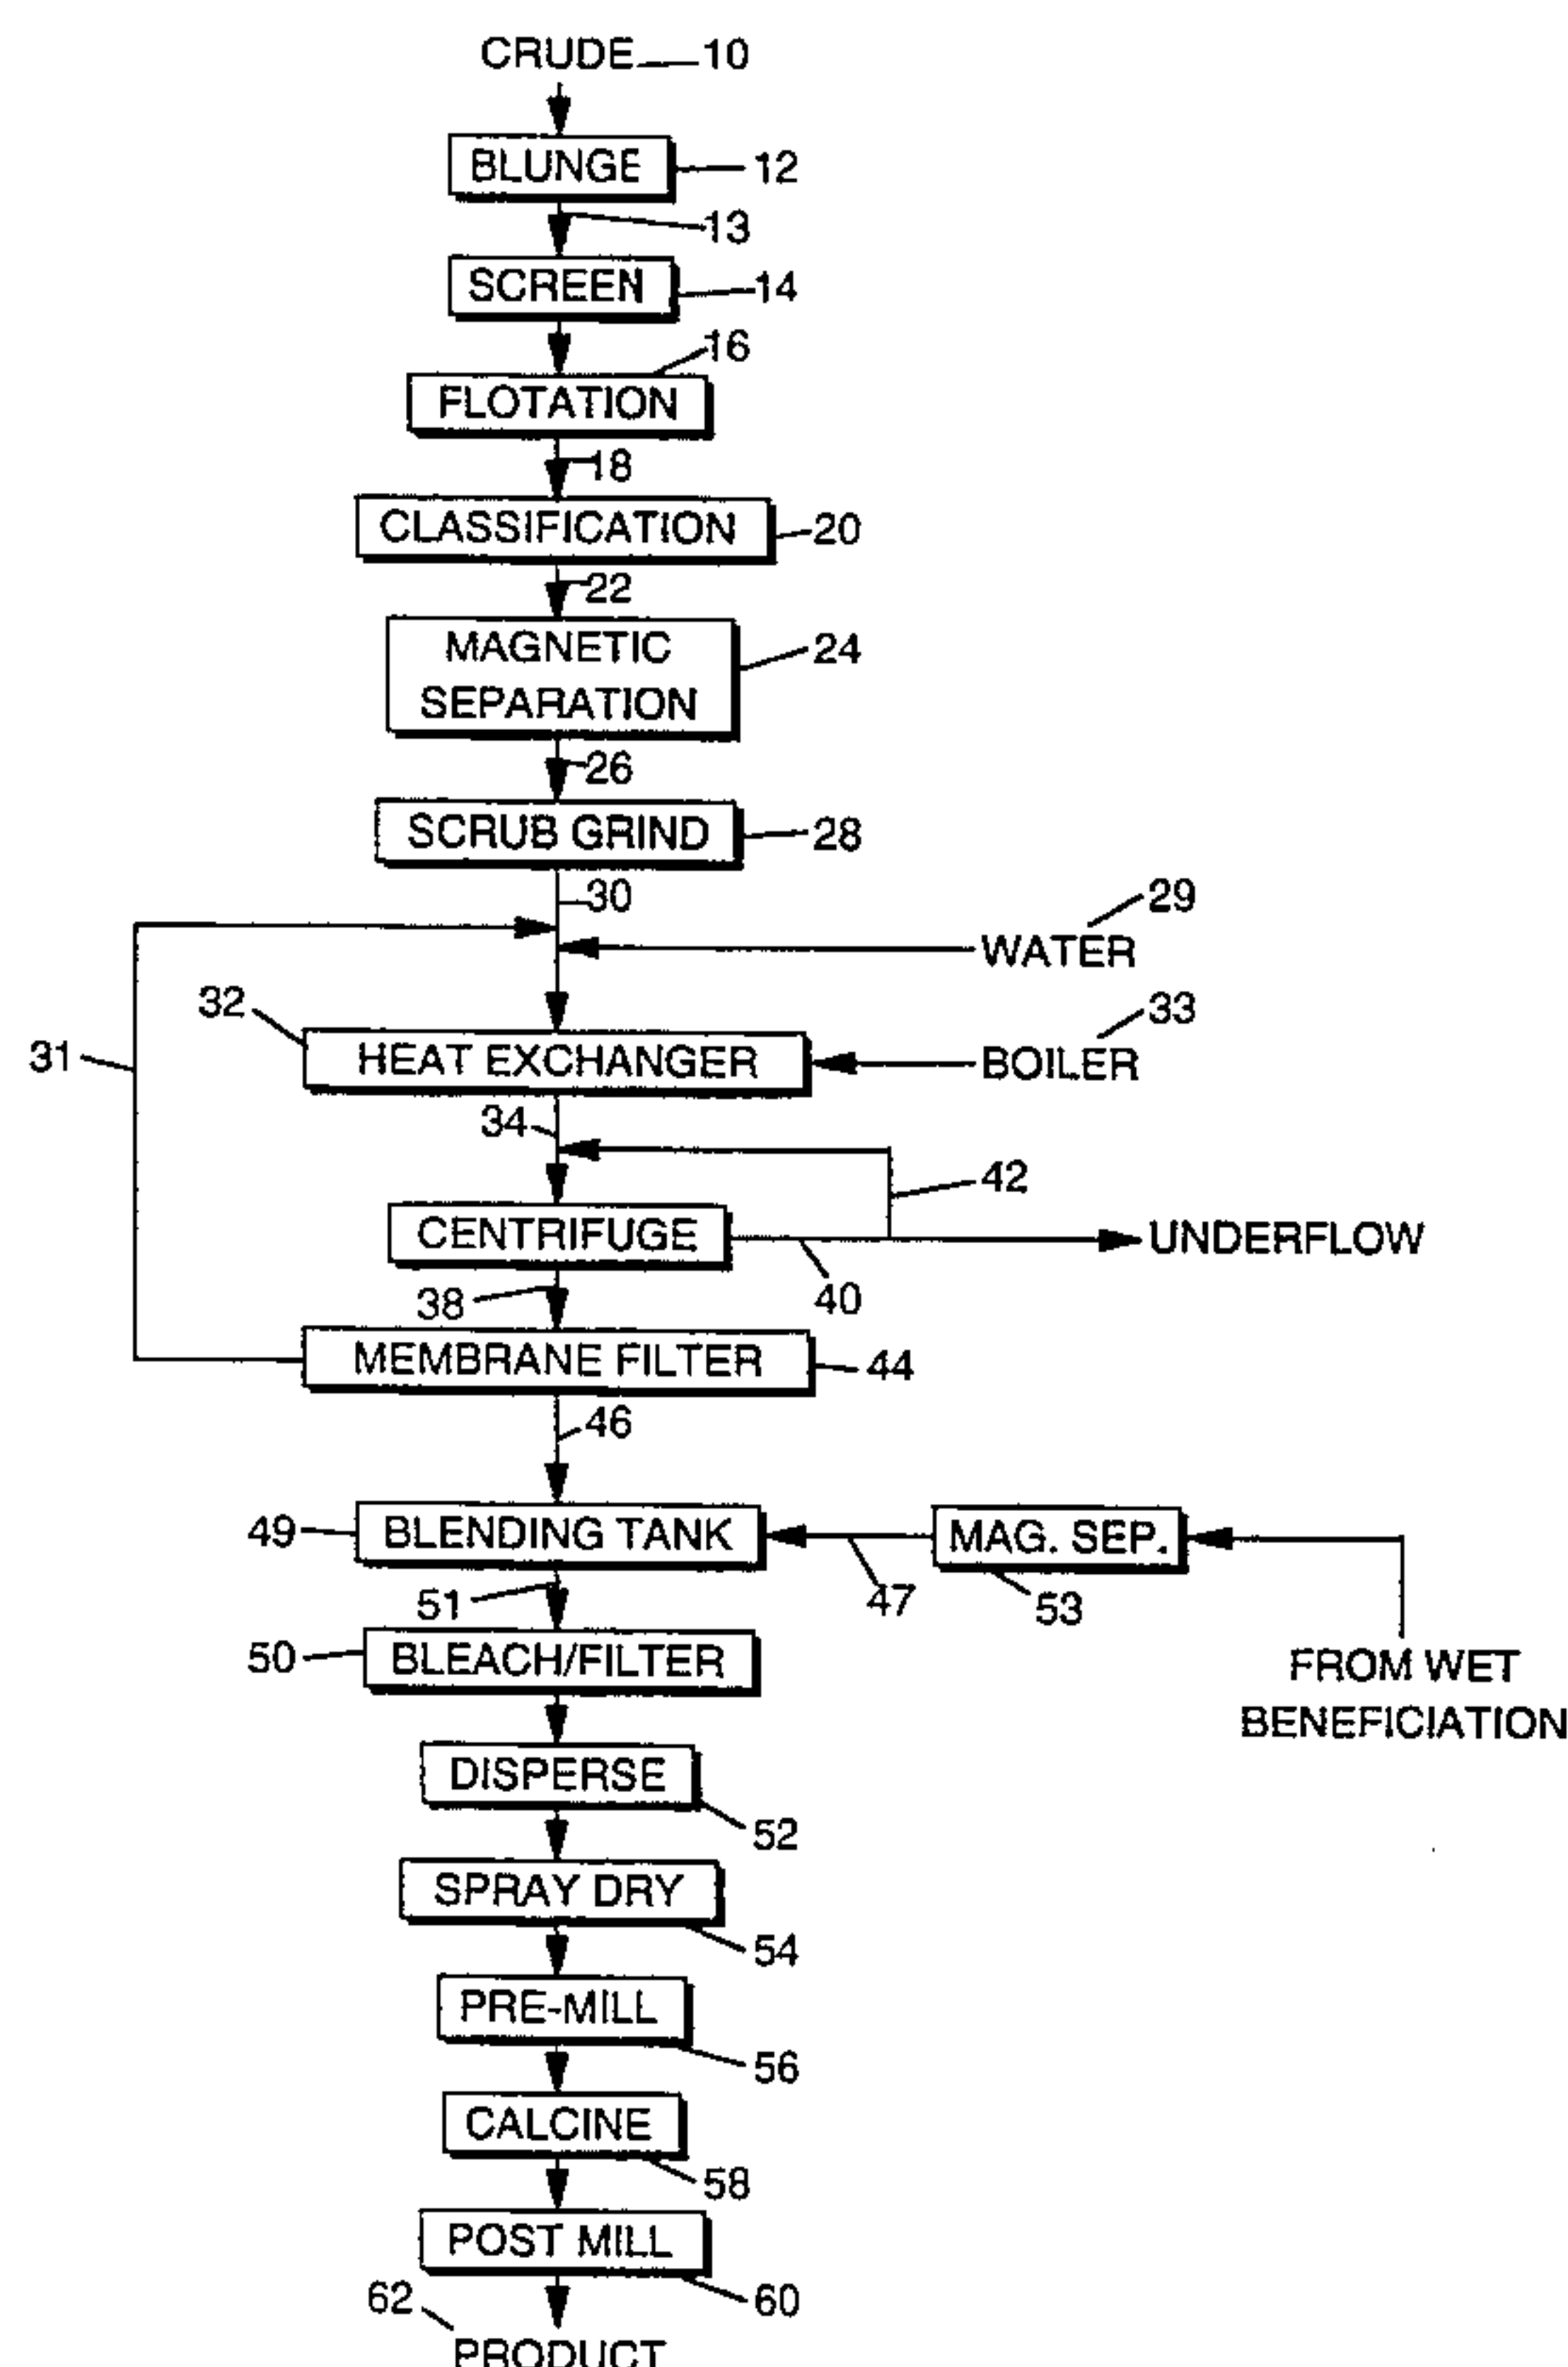 CRUDE 10
BLUNGE 12
13
SCREEN 14
16
FLOTATION
18
CLASSIFICATION 20
22
MAGNETIC
SEPARATION
24
26
SCRUB GRIND 28
30
29
WATER
32
33
31
HEAT EXCHANGER
BOILER
34
42
CENTRIFUGE
UNDERFLOW
38
40
MEMBRANE FILTER 44
46
49 BLENDING TANK
MAG. SEP.
51
47
53
50 BLEACH/FILTER
FROM WET
BENEFICIATION
DISPERSE
52
SPRAY DRY
54
PRE-MILL
56
CALCINE
58
POST MILL
62
60
PRODUCT